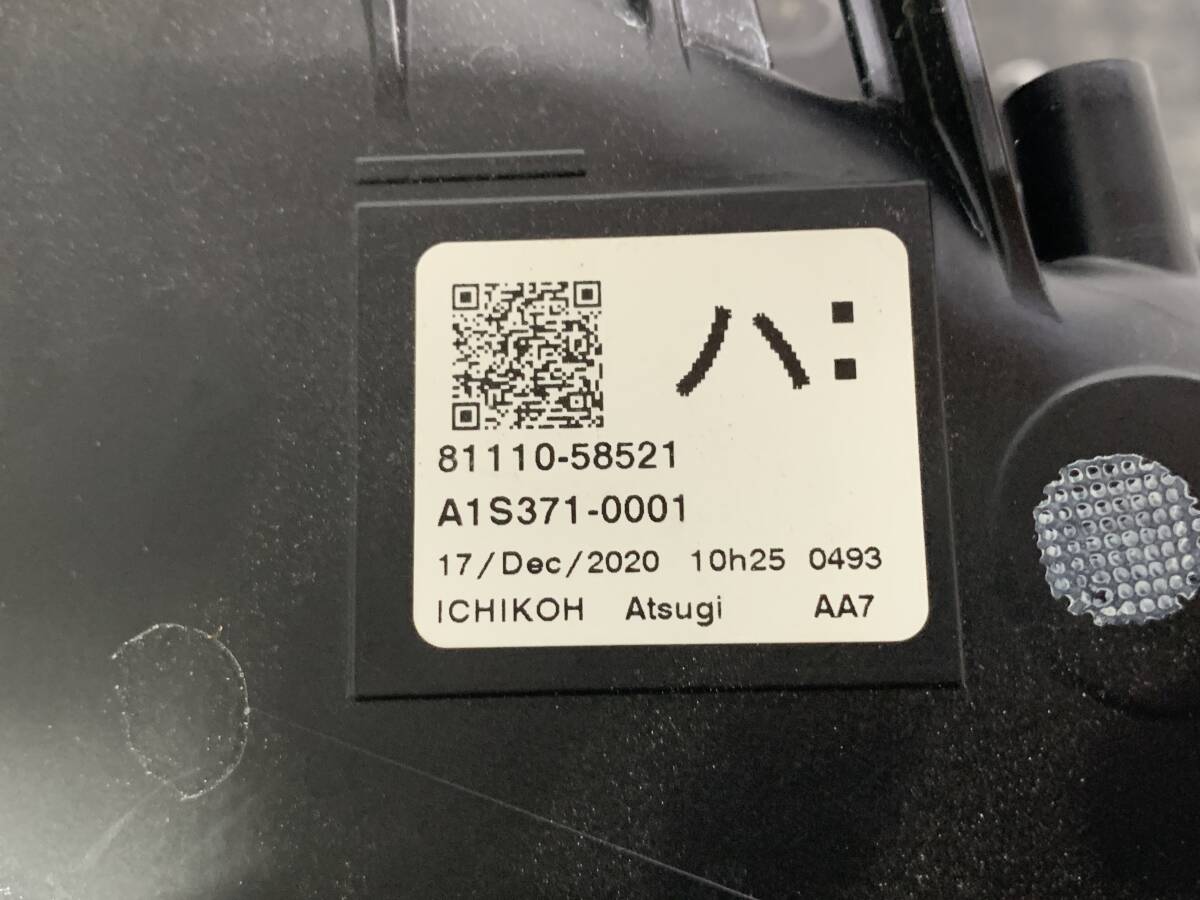 ハ:
81110-58521
A1S371-0001
17/Dec/2020 10h25 0493
ICHIKOH Atsugi AA7